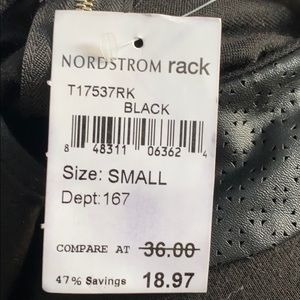 NORDSTROM rack
T17537RK
BLACK
8 48311 06362 4
Size: SMALL
Dept: 167
COMPARE AT 36.00
47% Savings 18.97